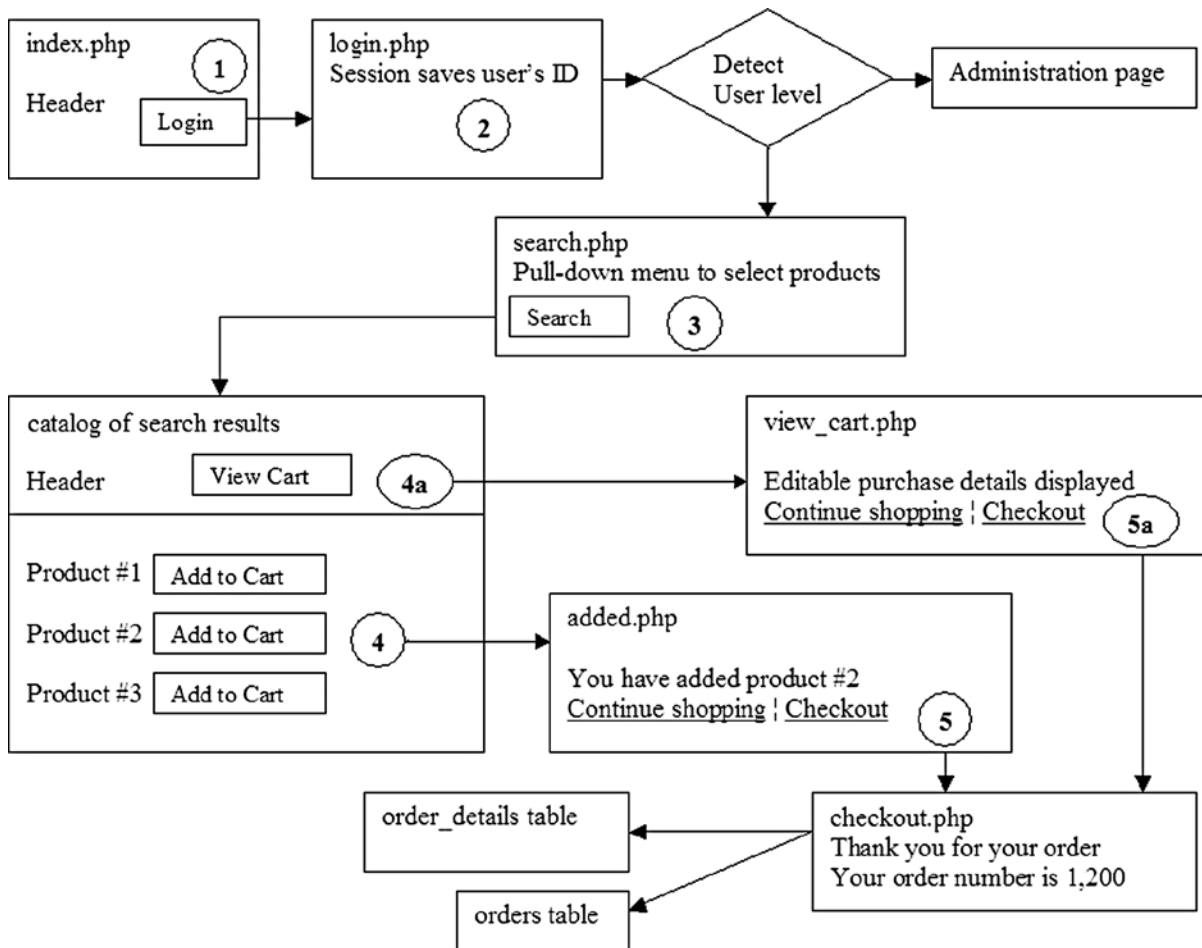 index.php
1
Header
Login
login.php
Session saves user's ID
2
Detect
User level
Administration page
search.php
Pull-down menu to select products
Search
3
catalog of search results
Header
View Cart
4a
view_cart.php
Editable purchase details displayed
Continue shopping ¦ Checkout
5a
Product #1 Add to Cart
Product #2 Add to Cart
4
Product #3 Add to Cart
added.php
You have added product #2
Continue shopping ¦ Checkout
5
order_details table
orders table
checkout.php
Thank you for your order
Your order number is 1,200